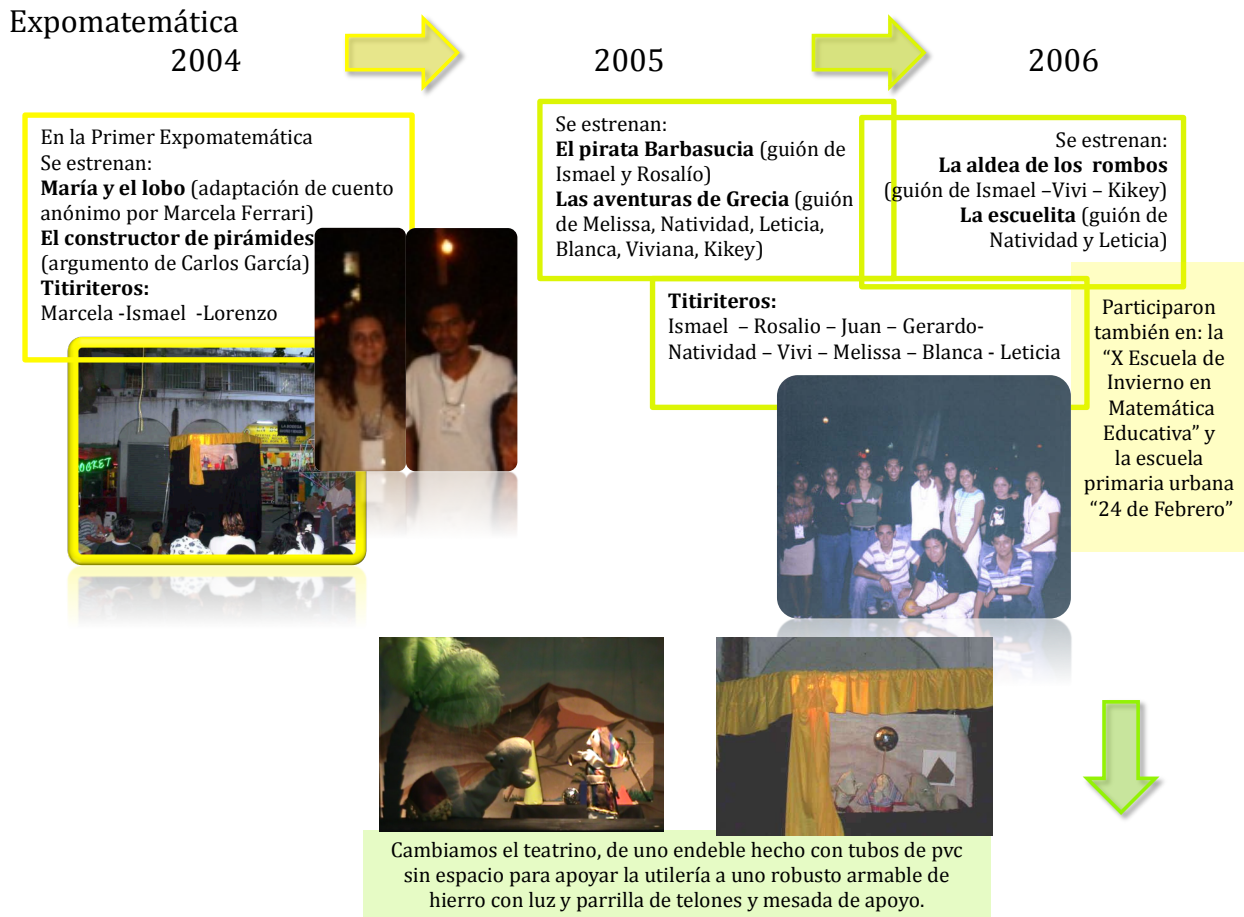 Expomatemática
2004
2005
2006
En la Primer Expomatemática
Se estrenan:
María y el lobo (adaptación de cuento
anónimo por Marcela Ferrari)
El constructor de pirámides
(argumento de Carlos García)
Titiriteros:
Marcela -Ismael -Lorenzo
Se estrenan:
El pirata Barbasucia (guión de
Ismael y Rosalío)
Las aventuras de Grecia (guión
de Melissa, Natividad, Leticia,
Blanca, Viviana, Kikey)
Se estrenan:
La aldea de los rombos
(guión de Ismael –Vivi – Kikey)
La escuelita (guión de
Natividad y Leticia)
Titiriteros:
Ismael – Rosalio – Juan – Gerardo-
Natividad – Vivi – Melissa – Blanca - Leticia
Participaron
también en: la
“X Escuela de
Invierno en
Matemática
Educativa” y
la escuela
primaria urbana
“24 de Febrero”
Cambiamos el teatrino, de uno endeble hecho con tubos de pvc
sin espacio para apoyar la utilería a uno robusto armable de
hierro con luz y parrilla de telones y mesada de apoyo.